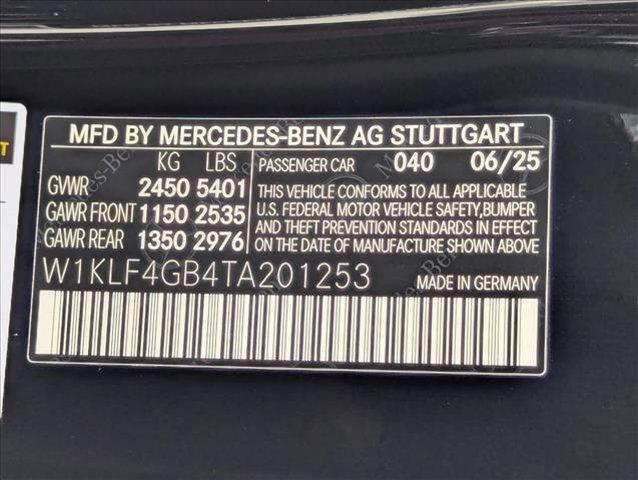 MFD BY MERCEDES-BENZ AG STUTTGART
KG LBS PASSENGER CAR 040 06/25
GVWR 2450 5401
GAWR FRONT 1150 2535
GAWR REAR 1350 2976
THIS VEHICLE CONFORMS TO ALL APPLICABLE
U.S. FEDERAL MOTOR VEHICLE SAFETY,BUMPER
AND THEFT PREVENTION STANDARDS IN EFFECT
ON THE DATE OF MANUFACTURE SHOWN ABOVE.
W1KLF4GB4TA201253 MADE IN GERMANY